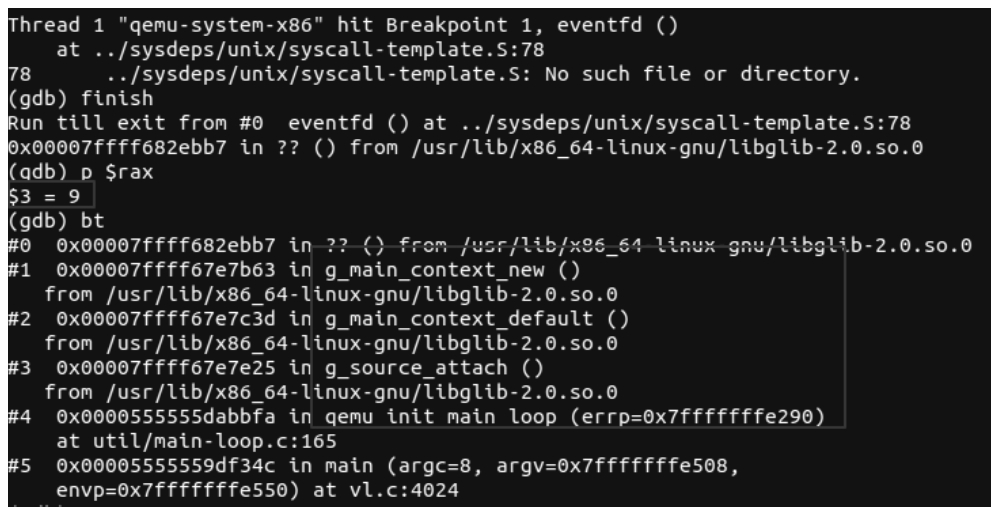 Thread 1 "qemu-system-x86" hit Breakpoint 1, eventfd ()
    at ../sysdeps/unix/syscall-template.S:78
78      ../sysdeps/unix/syscall-template.S: No such file or directory.
(gdb) finish
Run till exit from #0  eventfd () at ../sysdeps/unix/syscall-template.S:78
0x00007ffff682ebb7 in ?? () from /usr/lib/x86_64-linux-gnu/libglib-2.0.so.0
(gdb) p $rax
$3 = 9
(gdb) bt
#0  0x00007ffff682ebb7 in ?? () from /usr/lib/x86_64-linux-gnu/libglib-2.0.so.0
#1  0x00007ffff67e7b63 in g_main_context_new ()
   from /usr/lib/x86_64-linux-gnu/libglib-2.0.so.0
#2  0x00007ffff67e7c3d in g_main_context_default ()
   from /usr/lib/x86_64-linux-gnu/libglib-2.0.so.0
#3  0x00007ffff67e7e25 in g_source_attach ()
   from /usr/lib/x86_64-linux-gnu/libglib-2.0.so.0
#4  0x0000555555dabbfa in qemu_init_main_loop (errp=0x7fffffffe290)
    at util/main-loop.c:165
#5  0x00005555559df34c in main (argc=8, argv=0x7fffffffe508,
    envp=0x7fffffffe550) at vl.c:4024